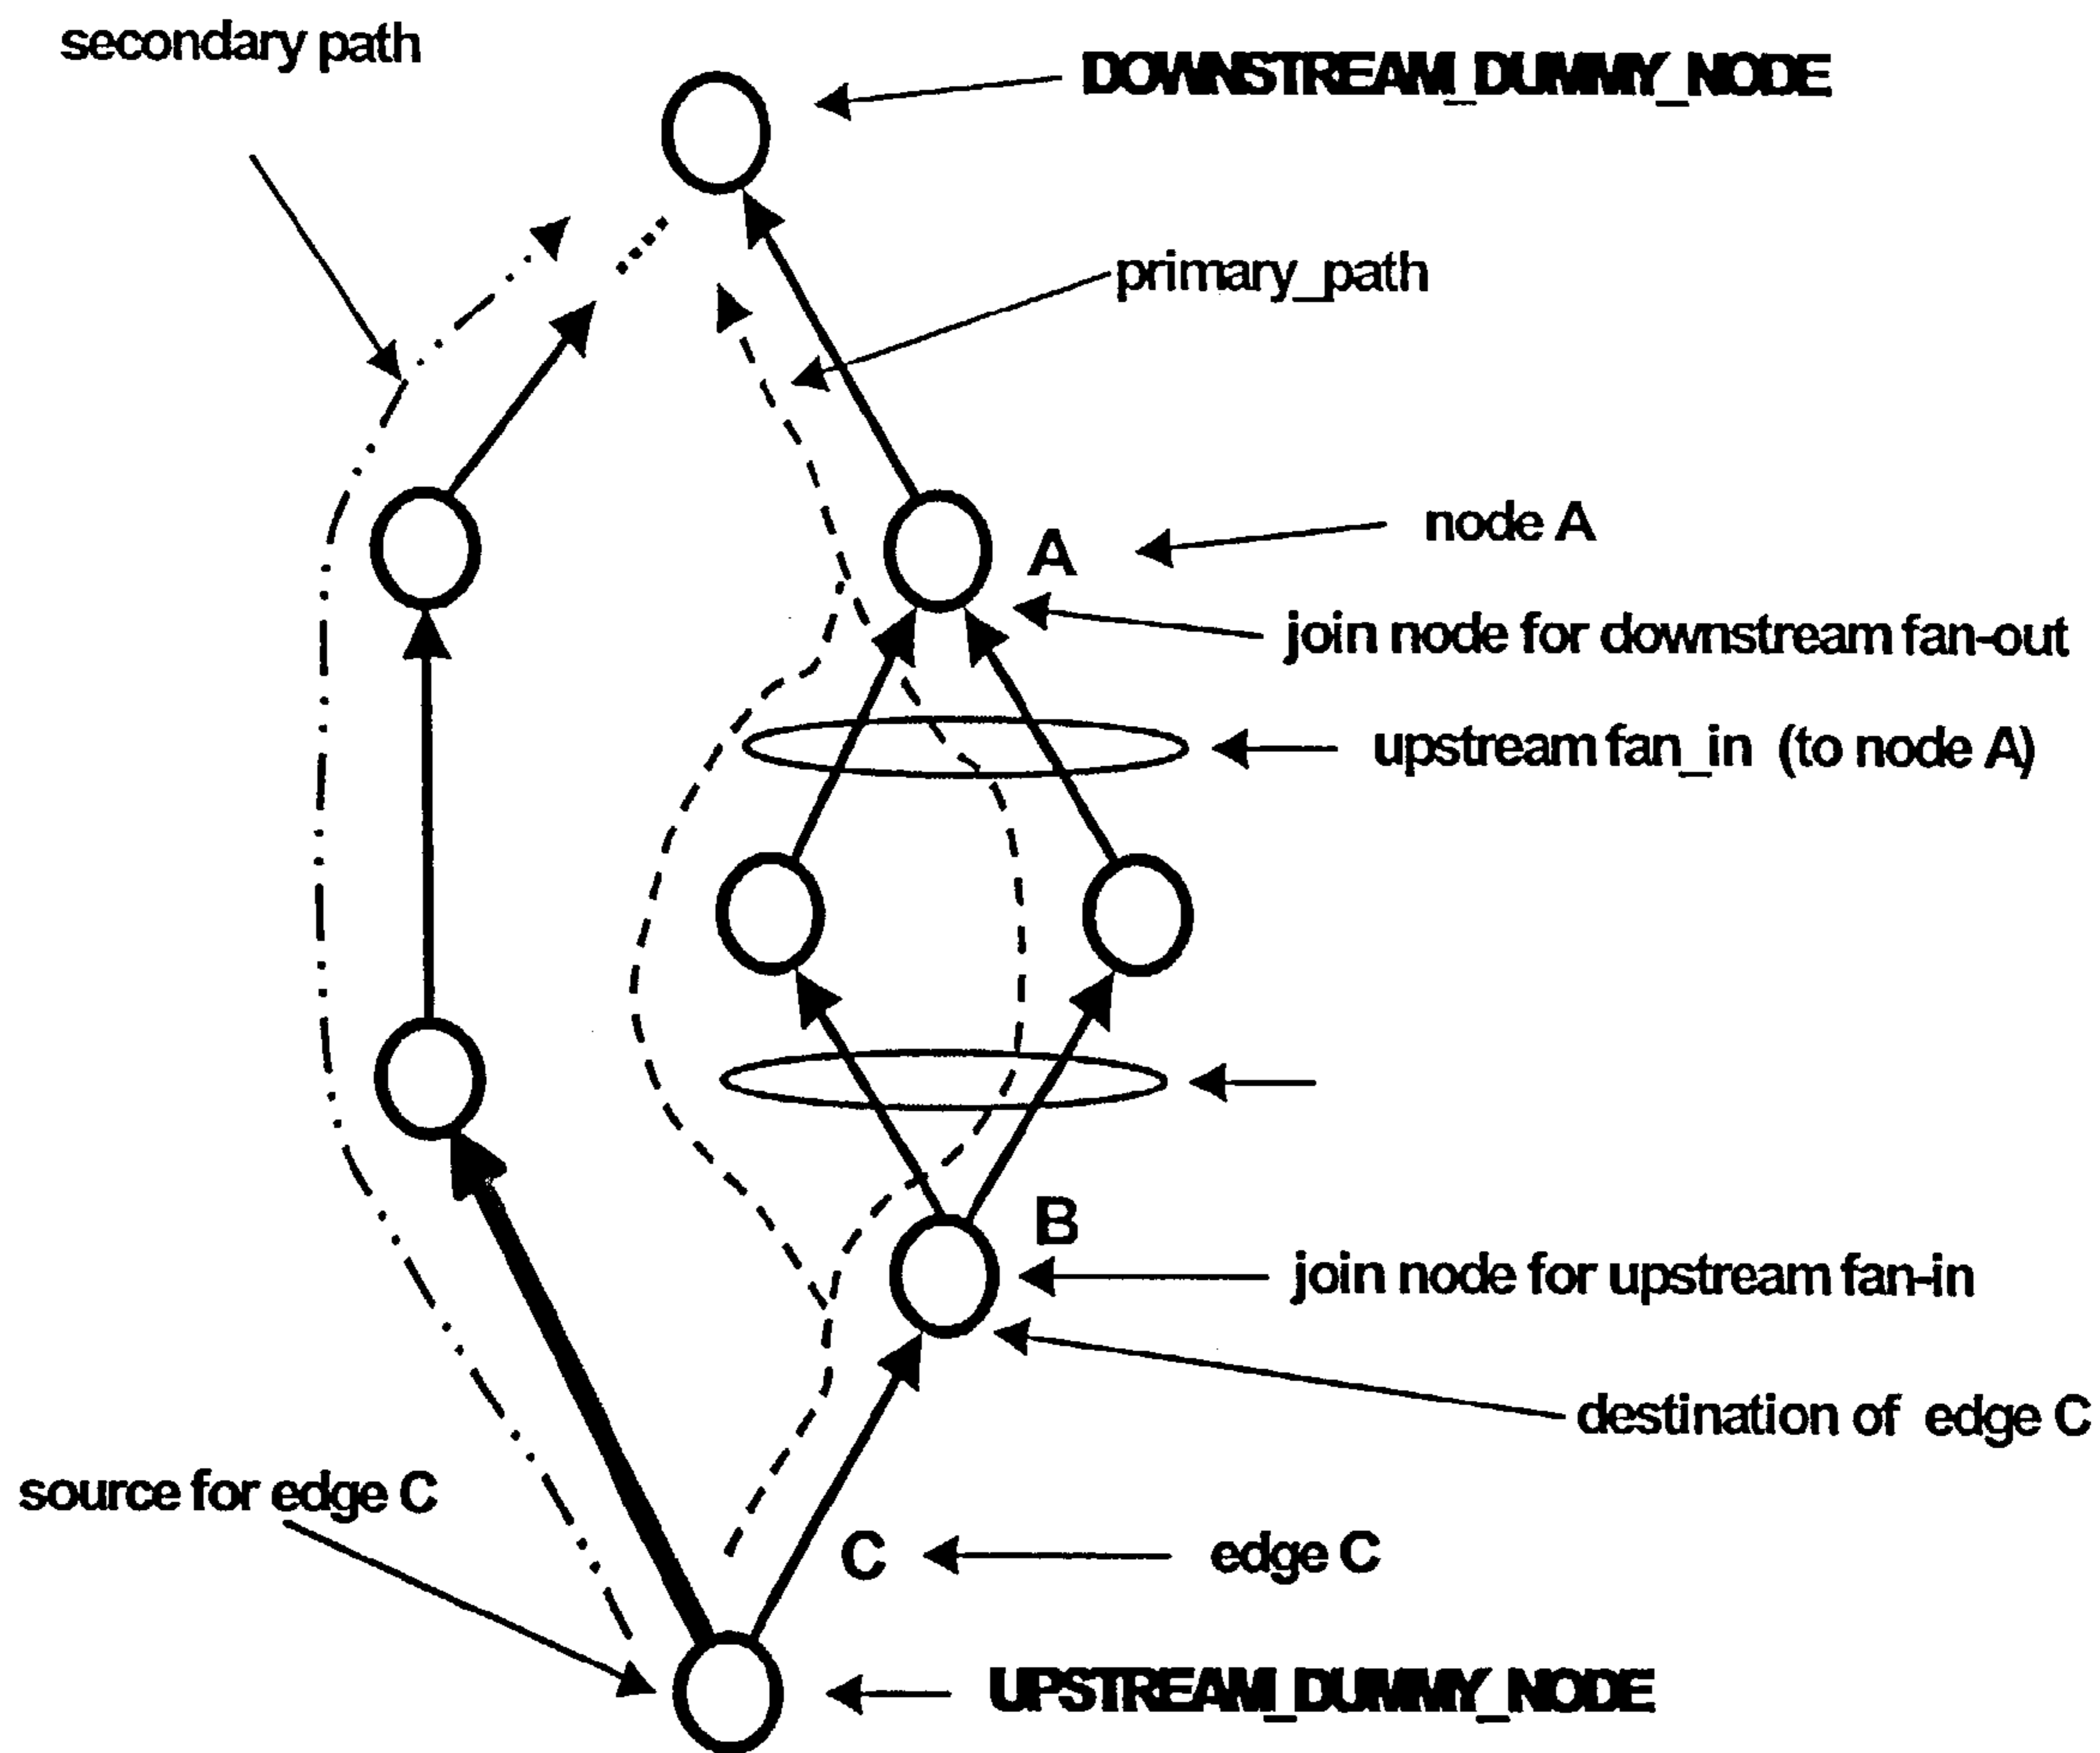 secondary path
DOWNSTREAM_DUMMY_NODE
primary_path
node A
A
join node for downstream fan-out
upstream fan_in (to node A)
B
join node for upstream fan-in
destination of edge C
source for edge C
C
edge C
UPSTREAM_DUMMY_NODE